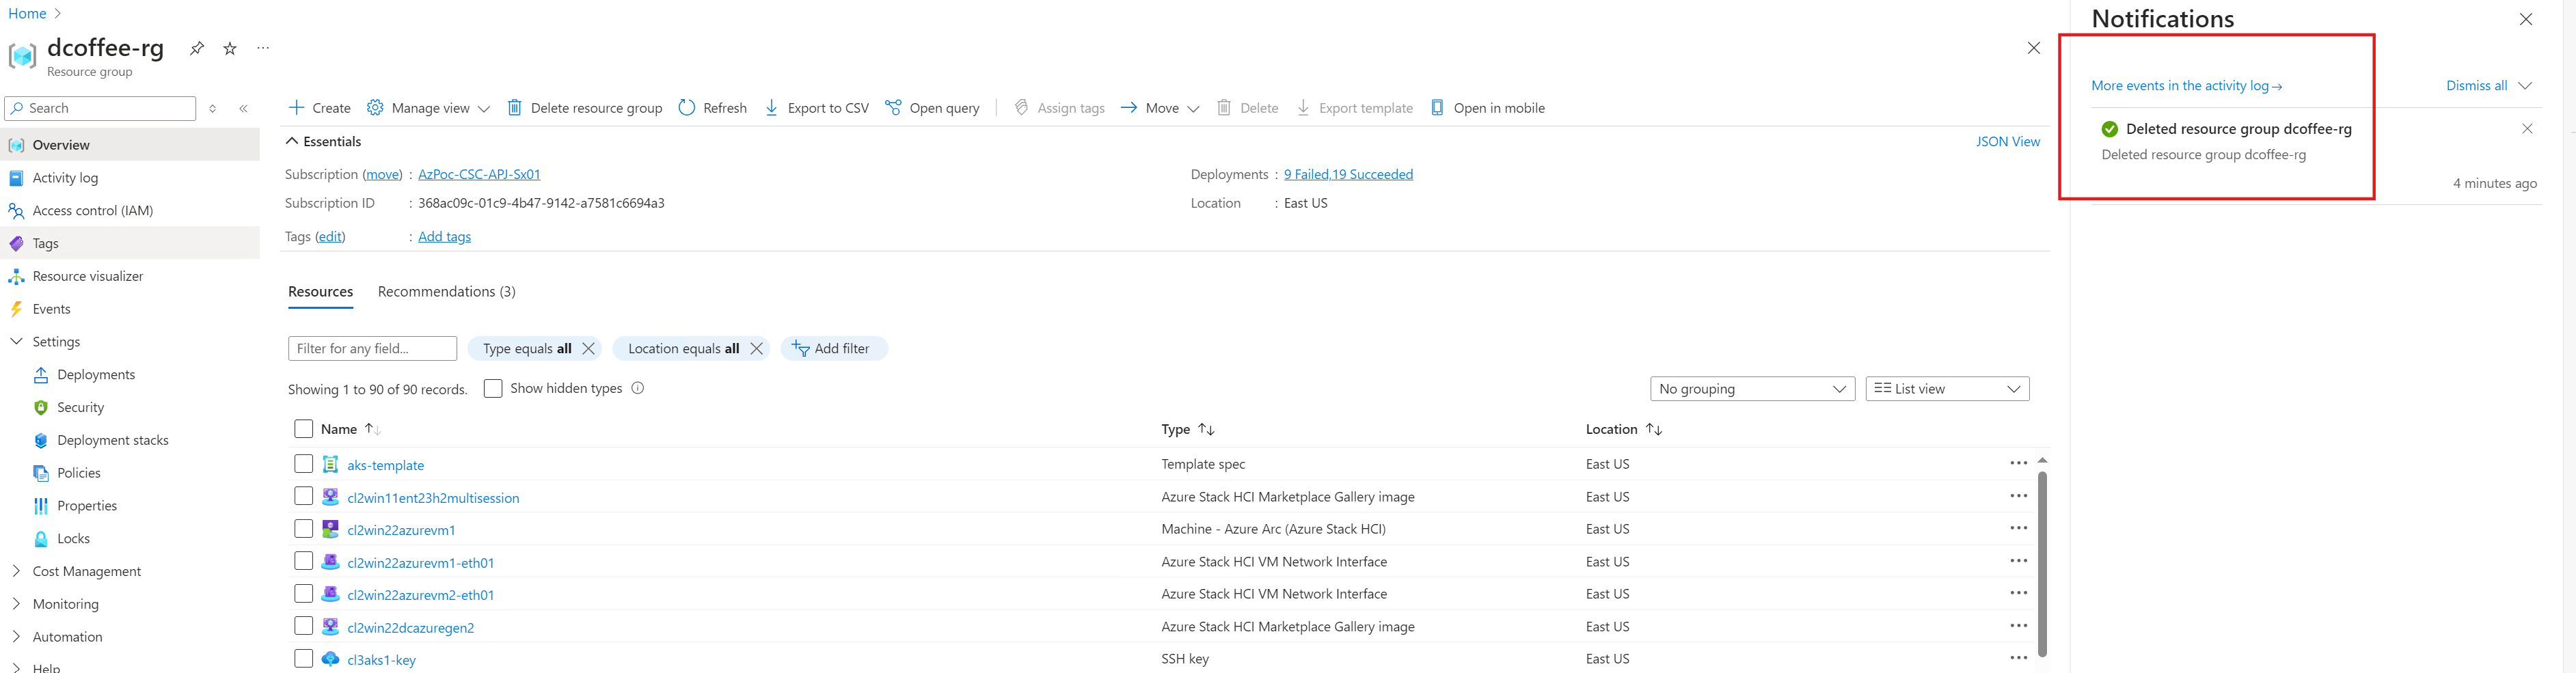 Home
dcoffee-rg
Resource group
Search
Overview
Activity log
Access control (IAM)
Tags
Resource visualizer
Events
Settings
Deployments
Security
Deployment stacks
Policies
Properties
Locks
Cost Management
Monitoring
Automation
Help
Create Manage view Delete resource group Refresh Export to CSV Open query Assign tags Move Delete Export template Open in mobile
Essentials JSON View
Subscription (move) : AzPoc-CSC-APJ-Sx01 Deployments : 9 Failed,19 Succeeded
Subscription ID : 368ac09c-01c9-4b47-9142-a7581c6694a3 Location : East US
Tags (edit) : Add tags
Resources Recommendations (3)
Filter for any field... Type equals all Location equals all Add filter
Showing 1 to 90 of 90 records. Show hidden types No grouping List view
Name Type Location
aks-template Template spec East US
cl2win11ent23h2multisession Azure Stack HCI Marketplace Gallery image East US
cl2win22azurevm1 Machine - Azure Arc (Azure Stack HCI) East US
cl2win22azurevm1-eth01 Azure Stack HCI VM Network Interface East US
cl2win22azurevm2-eth01 Azure Stack HCI VM Network Interface East US
cl2win22dcazuregen2 Azure Stack HCI Marketplace Gallery image East US
cl3aks1-key SSH key East US
Notifications
More events in the activity log → Dismiss all
Deleted resource group dcoffee-rg
Deleted resource group dcoffee-rg
4 minutes ago